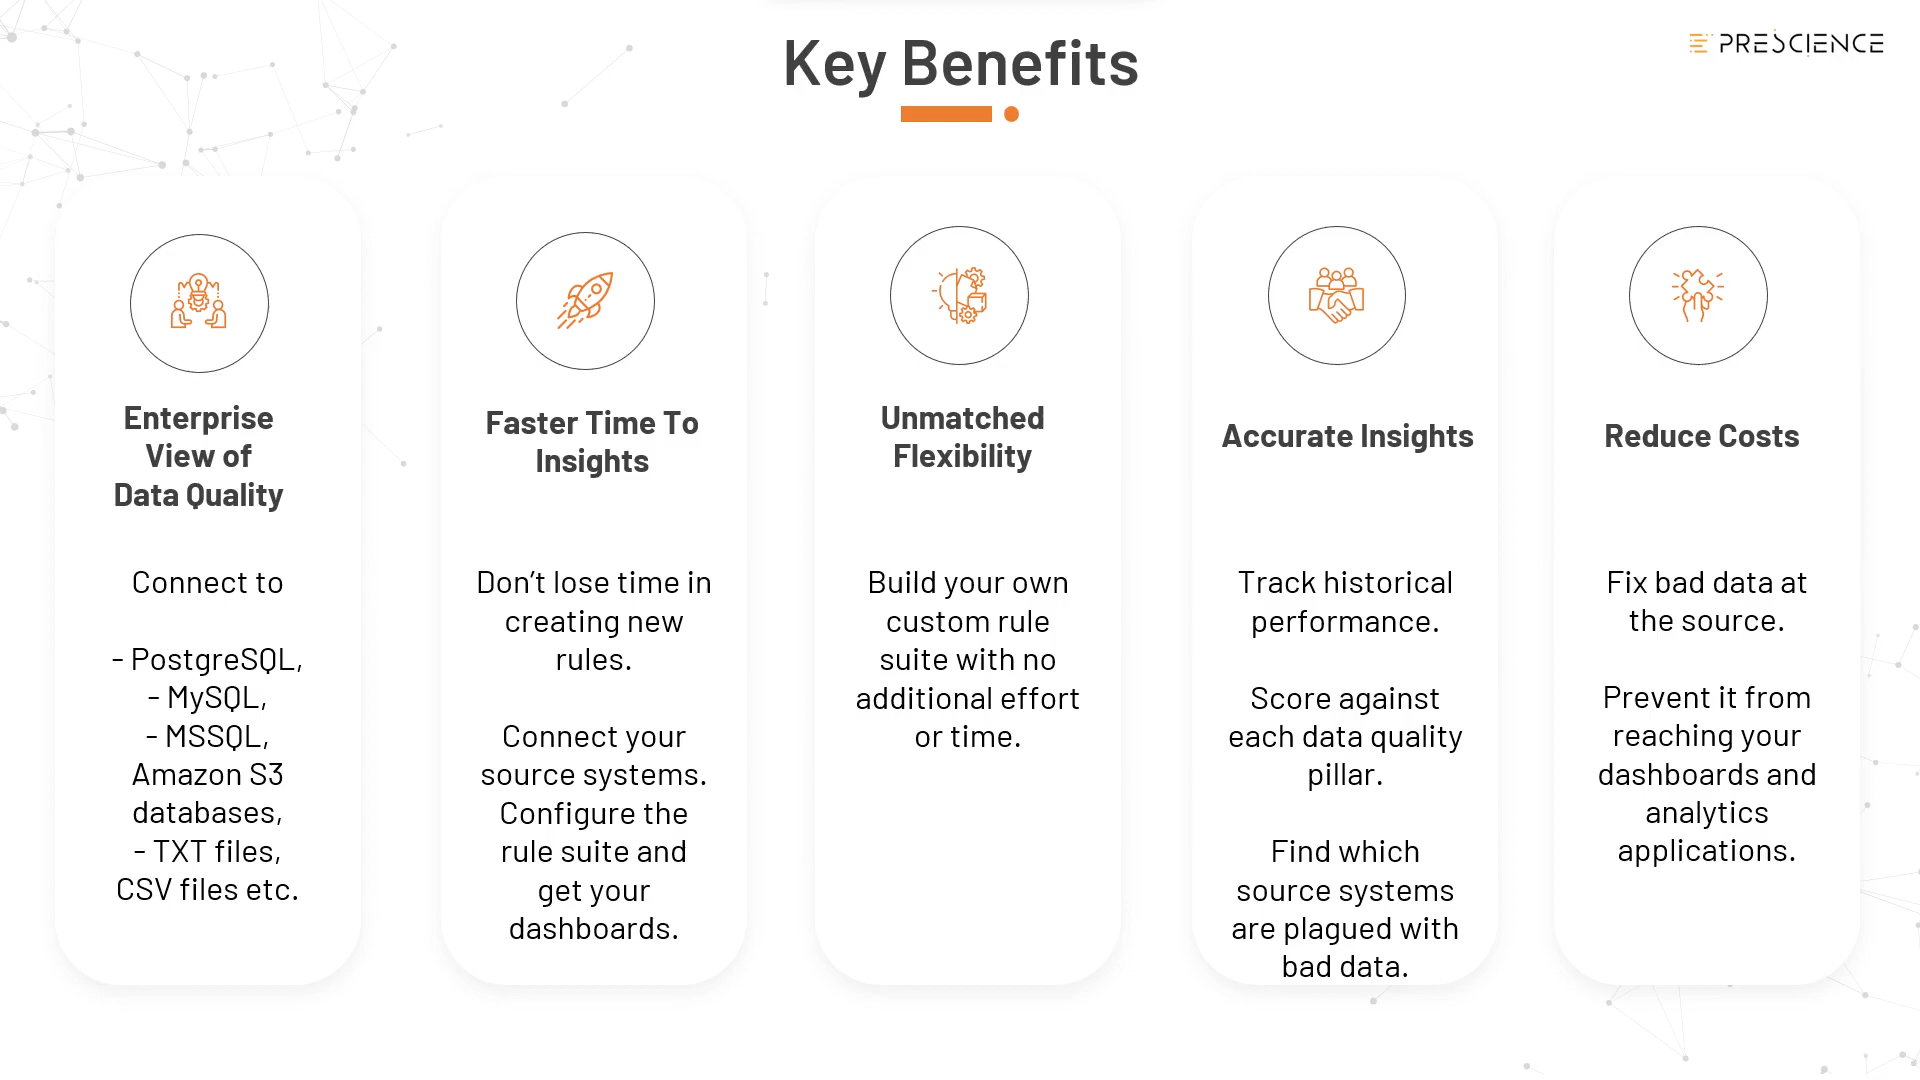 Key Benefits
PRESCIENCE
Enterprise
View of
Data Quality
Connect to
- PostgreSQL,
- MySQL,
- MSSQL,
Amazon S3
databases,
- TXT files,
CSV files etc.
Faster Time To
Insights
Don’t lose time in
creating new
rules.
Connect your
source systems.
Configure the
rule suite and
get your
dashboards.
Unmatched
Flexibility
Build your own
custom rule
suite with no
additional effort
or time.
Accurate Insights
Track historical
performance.
Score against
each data quality
pillar.
Find which
source systems
are plagued with
bad data.
Reduce Costs
Fix bad data at
the source.
Prevent it from
reaching your
dashboards and
analytics
applications.